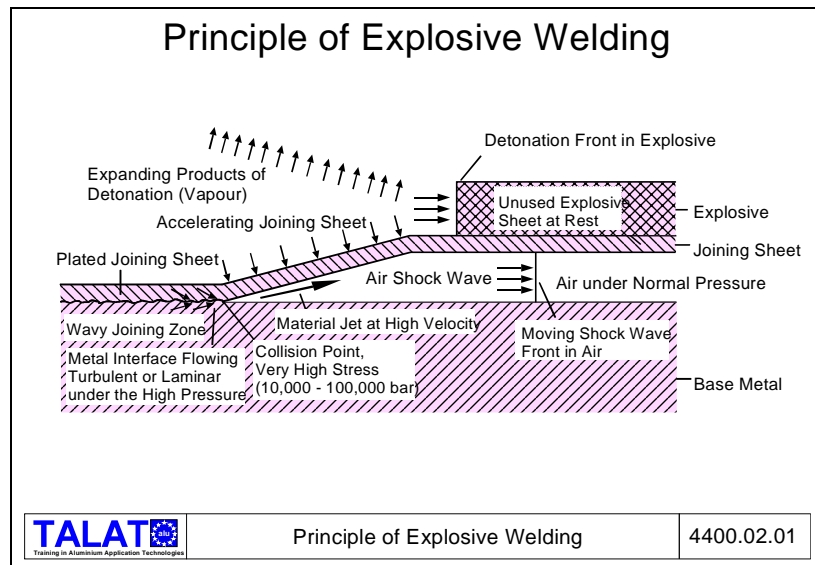 Principle of Explosive Welding
Detonation Front in Explosive
Expanding Products of
Detonation (Vapour)
Unused Explosive
Sheet at Rest
Explosive
Accelerating Joining Sheet
Joining Sheet
Plated Joining Sheet
Air Shock Wave
Air under Normal Pressure
Wavy Joining Zone
Material Jet at High Velocity
Moving Shock Wave
Front in Air
Metal Interface Flowing
Turbulent or Laminar
under the High Pressure
Collision Point,
Very High Stress
(10,000 - 100,000 bar)
Base Metal
TALAT
alu
Training in Aluminium Application Technologies
Principle of Explosive Welding
4400.02.01